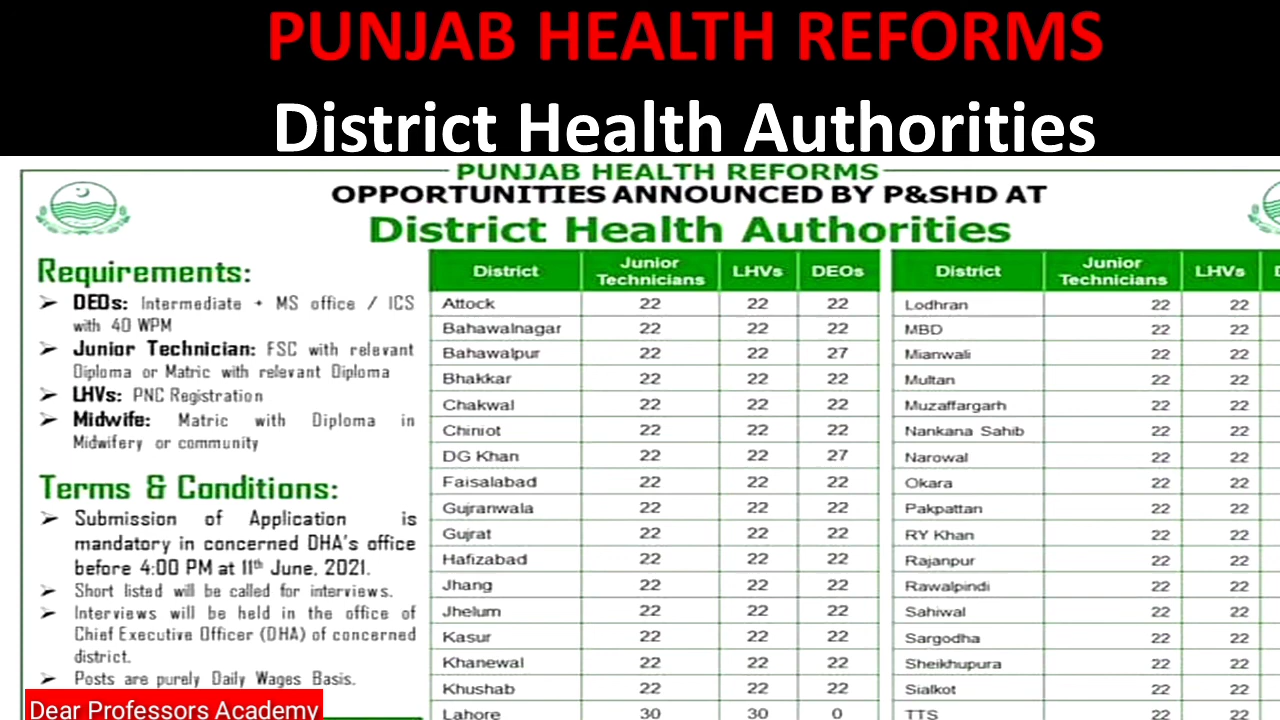 PUNJAB HEALTH REFORMS
District Health Authorities
PUNJAB HEALTH REFORMS
OPPORTUNITIES ANNOUNCED BY P&SHD AT
District Health Authorities
Requirements:
➢ DEOs: Intermediate + MS office / ICS
with 40 WPM
➢ Junior Technician: FSC with relevant
Diploma or Matric with relevant Diploma
➢ LHVs: PNC Registration
➢ Midwife: Matric with Diploma in
Midwifery or community
Terms & Conditions:
➢ Submission of Application is
mandatory in concerned DHA's office
before 4:00 PM at 11th June, 2021.
➢ Short listed will be called for interviews.
➢ Interviews will be held in the office of
Chief Executive Officer (DHA) of concerned
district.
➢ Posts are purely Daily Wages Basis.
Dear Professors Academy
District Junior Technicians LHVs DEOs
Attock 22 22 22
Bahawalnagar 22 22 22
Bahawalpur 22 22 27
Bhakkar 22 22 22
Chakwal 22 22 22
Chiniot 22 22 22
DG Khan 22 22 27
Faisalabad 22 22 22
Gujranwala 22 22 22
Gujrat 22 22 22
Hafizabad 22 22 22
Jhang 22 22 22
Jhelum 22 22 22
Kasur 22 22 22
Khanewal 22 22 22
Khushab 22 22 22
Lahore 30 30 0
District Junior Technicians LHVs
Lodhran 22 22
MBD 22 22
Mianwali 22 22
Multan 22 22
Muzaffargarh 22 22
Nankana Sahib 22 22
Narowal 22 22
Okara 22 22
Pakpattan 22 22
RY Khan 22 22
Rajanpur 22 22
Rawalpindi 22 22
Sahiwal 22 22
Sargodha 22 22
Sheikhupura 22 22
Sialkot 22 22
TTS 22 22